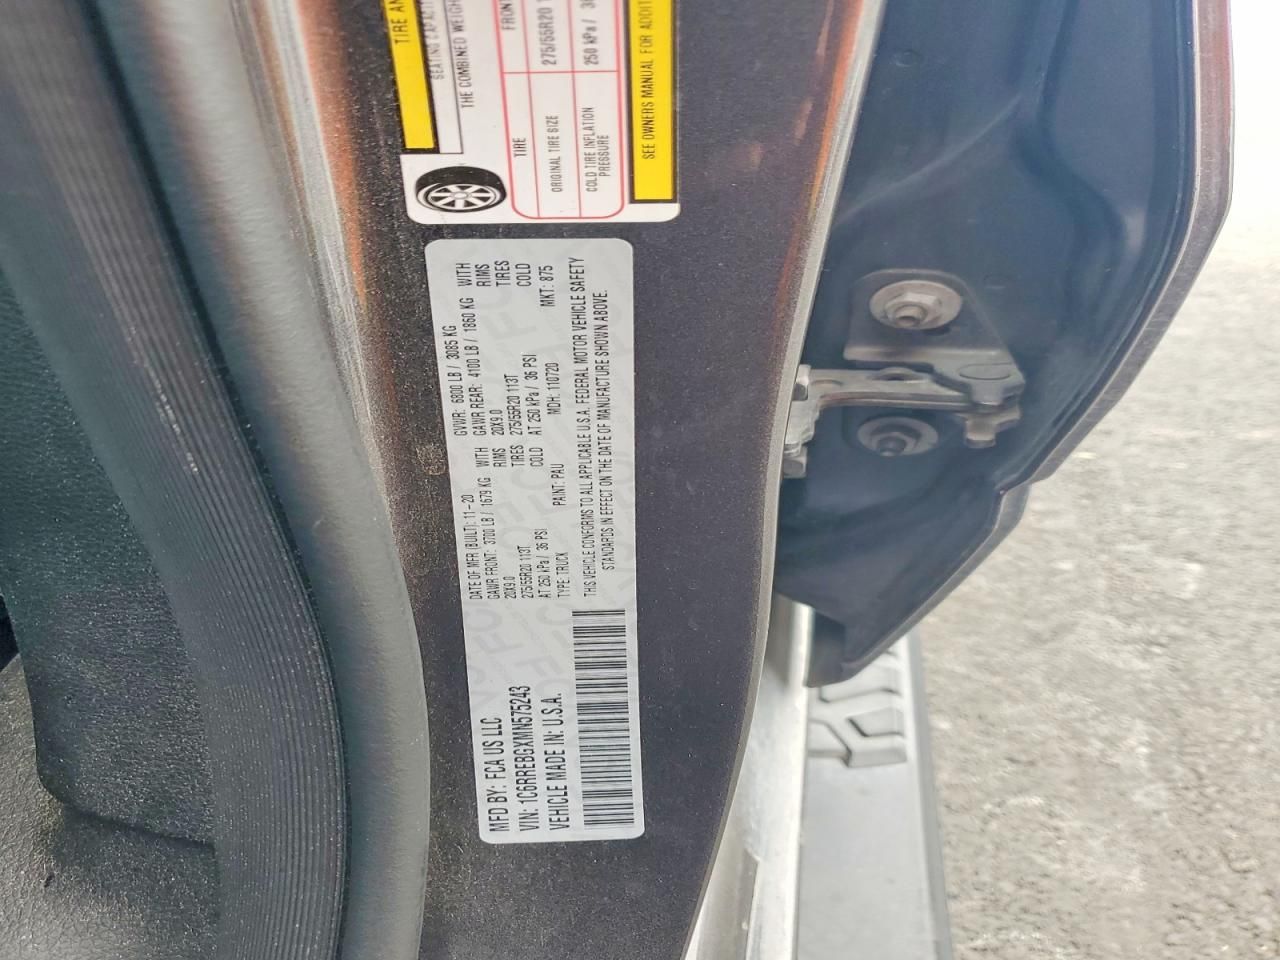 MFD BY: FCA US LLC
VIN: 1C6RREBGXMN575243
VEHICLE MADE IN: U.S.A.
DATE OF MFR (BUILT): 11-20
GVWR: 6800 LB / 3085 KG
GAWR FRONT: 3700 LB / 1679 KG WITH
GAWR REAR: 4100 LB / 1860 KG WITH
20X9.0 RIMS
20X9.0 RIMS
275/55R20 113T TIRES
275/55R20 113T TIRES
AT 250 kPa / 36 PSI COLD
AT 250 kPa / 36 PSI COLD
TYPE: TRUCK
PAINT: PAU
MDH: 110720
MKT: 875
THIS VEHICLE CONFORMS TO ALL APPLICABLE U.S.A. FEDERAL MOTOR VEHICLE SAFETY
STANDARDS IN EFFECT ON THE DATE OF MANUFACTURE SHOWN ABOVE.
TIRE
SEATING
THE COMBINED
TIRE
FRONT
ORIGINAL TIRE SIZE
275/55R20
COLD TIRE INFLATION
PRESSURE
250 kPa /
SEE OWNERS MANUAL FOR